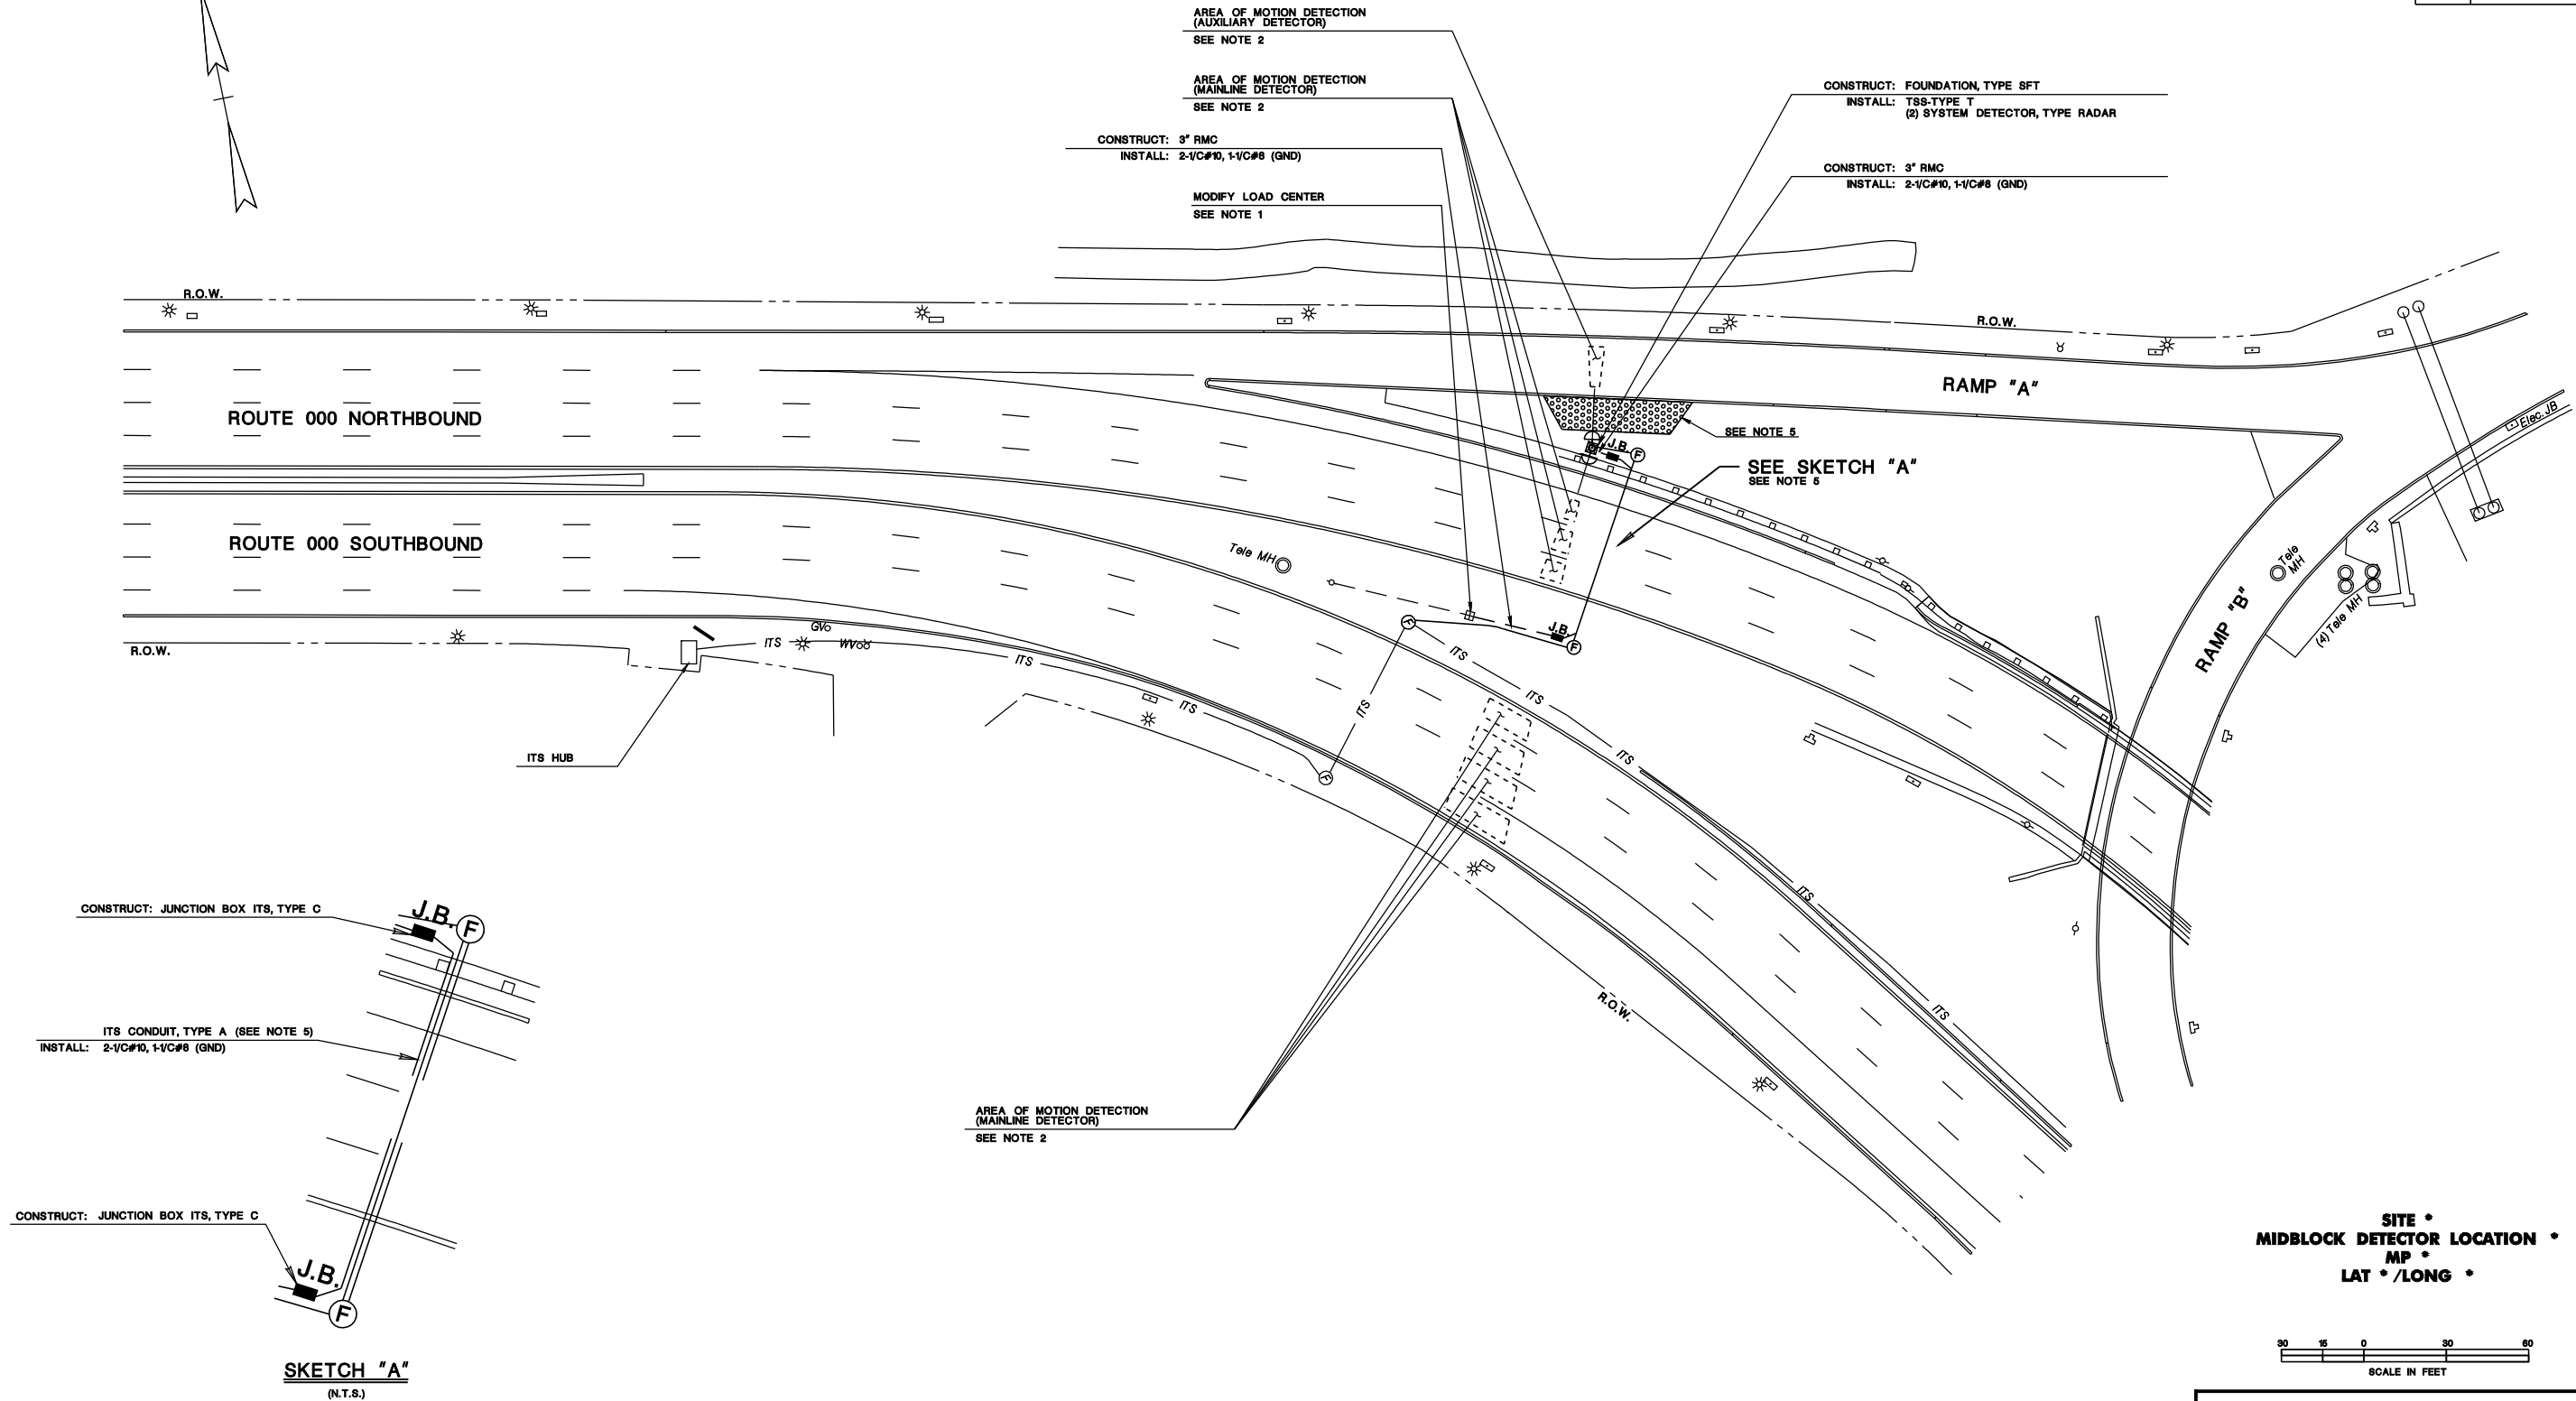 AREA OF MOTION DETECTION
(AUXILIARY DETECTOR)
SEE NOTE 2
AREA OF MOTION DETECTION
(MAINLINE DETECTOR)
SEE NOTE 2
CONSTRUCT: 3" RMC
INSTALL: 2-1/C#10, 1-1/C#8 (GND)
MODIFY LOAD CENTER
SEE NOTE 1
CONSTRUCT: FOUNDATION, TYPE SFT
INSTALL: TSS-TYPE T
(2) SYSTEM DETECTOR, TYPE RADAR
CONSTRUCT: 3" RMC
INSTALL: 2-1/C#10, 1-1/C#8 (GND)
R.O.W.
R.O.W.
RAMP "A"
ROUTE 000 NORTHBOUND
SEE NOTE 5
Elec. JB
J.B.
F
SEE SKETCH "A"
SEE NOTE 5
ROUTE 000 SOUTHBOUND
Tele MH
Tele
MH
RAMP "B"
(4) Tele MH
GV
WV
ITS
J.B.
F
F
R.O.W.
ITS
ITS
ITS
ITS
ITS
ITS
F
ITS HUB
ITS
ITS
R.O.W.
CONSTRUCT: JUNCTION BOX ITS, TYPE C
J.B.
F
ITS CONDUIT, TYPE A (SEE NOTE 5)
INSTALL: 2-1/C#10, 1-1/C#8 (GND)
AREA OF MOTION DETECTION
(MAINLINE DETECTOR)
SEE NOTE 2
CONSTRUCT: JUNCTION BOX ITS, TYPE C
J.B.
F
SKETCH "A"
(N.T.S.)
SITE *
MIDBLOCK DETECTOR LOCATION *
MP *
LAT * /LONG *
30 15 0 30 60
SCALE IN FEET